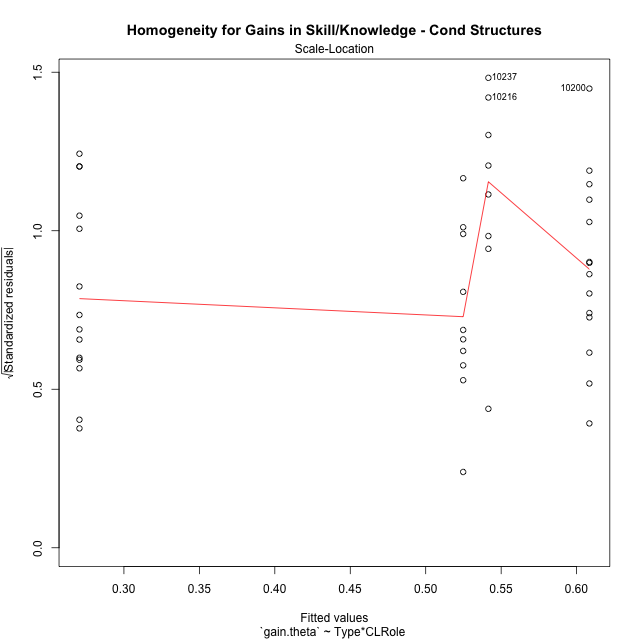 Homogeneity for Gains in Skill/Knowledge - Cond Structures
Scale-Location
10237
10216
10200
1.5
1.0
0.5
0.0
√|Standardized residuals|
0.30 0.35 0.40 0.45 0.50 0.55 0.60
Fitted values
`gain.theta` ~ Type*CLRole